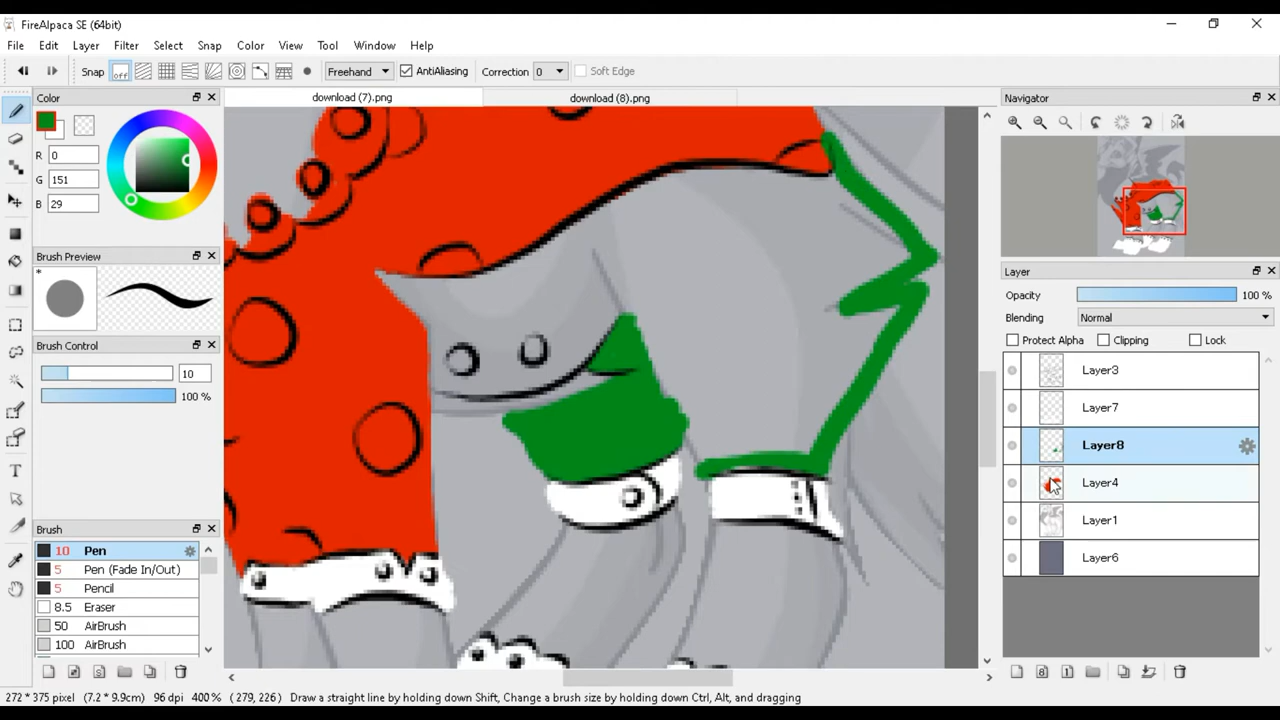 FireAlpaca SE (64bit)
File Edit Layer Filter Select Snap Color View Tool Window Help
Snap off Freehand AntiAliasing Correction 0 Soft Edge
Color
download (7).png download (8).png
Navigator
R 0
G 151
B 29
Brush Preview
*
Layer
Opacity 100 %
Blending Normal
Protect Alpha Clipping Lock
Brush Control
10
100 %
Layer3
Layer7
Layer8
Layer4
Layer1
Layer6
Brush
10 Pen
5 Pen (Fade In/Out)
5 Pencil
8.5 Eraser
50 AirBrush
100 AirBrush
272 * 375 pixel (7.2 * 9.9cm) 96 dpi 400 % ( 279, 226 ) Draw a straight line by holding down Shift, Change a brush size by holding down Ctrl, Alt, and dragging